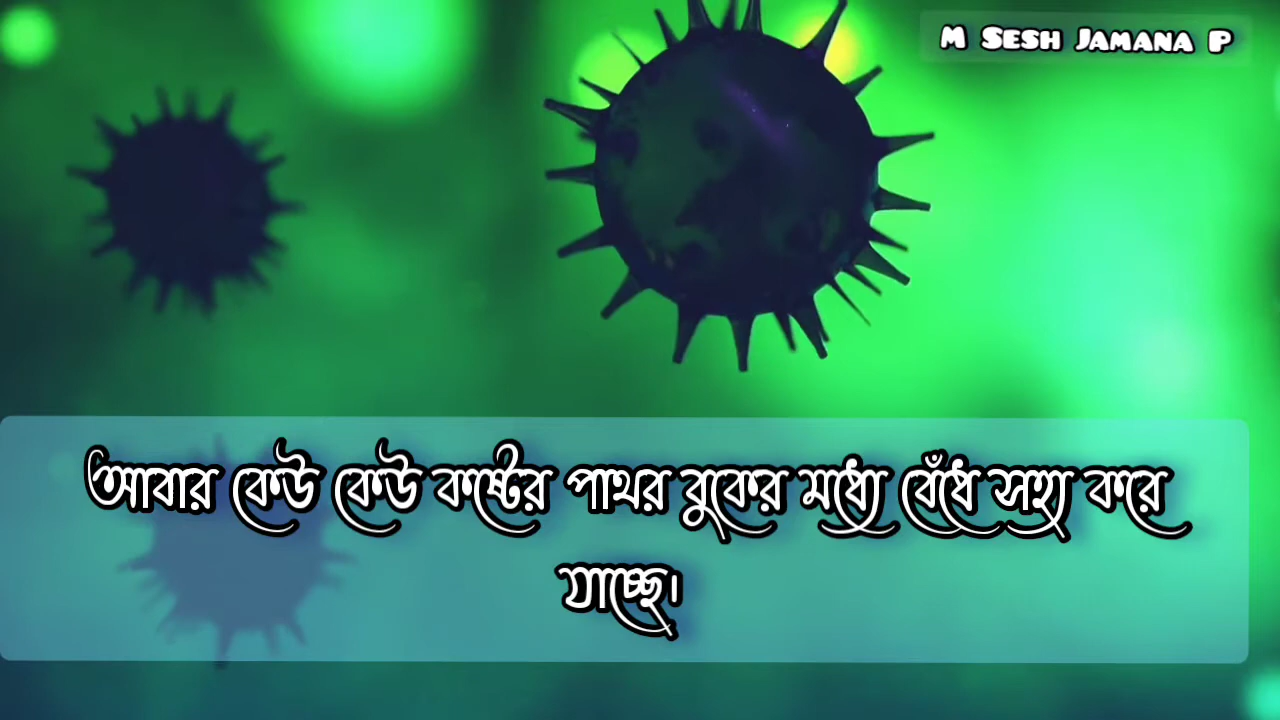 M Sesh Jamana P
আবার কেউ কেউ কষ্টের পাথর বুকের মধ্যে বেঁধে সহ্য করে
যাচ্ছে।